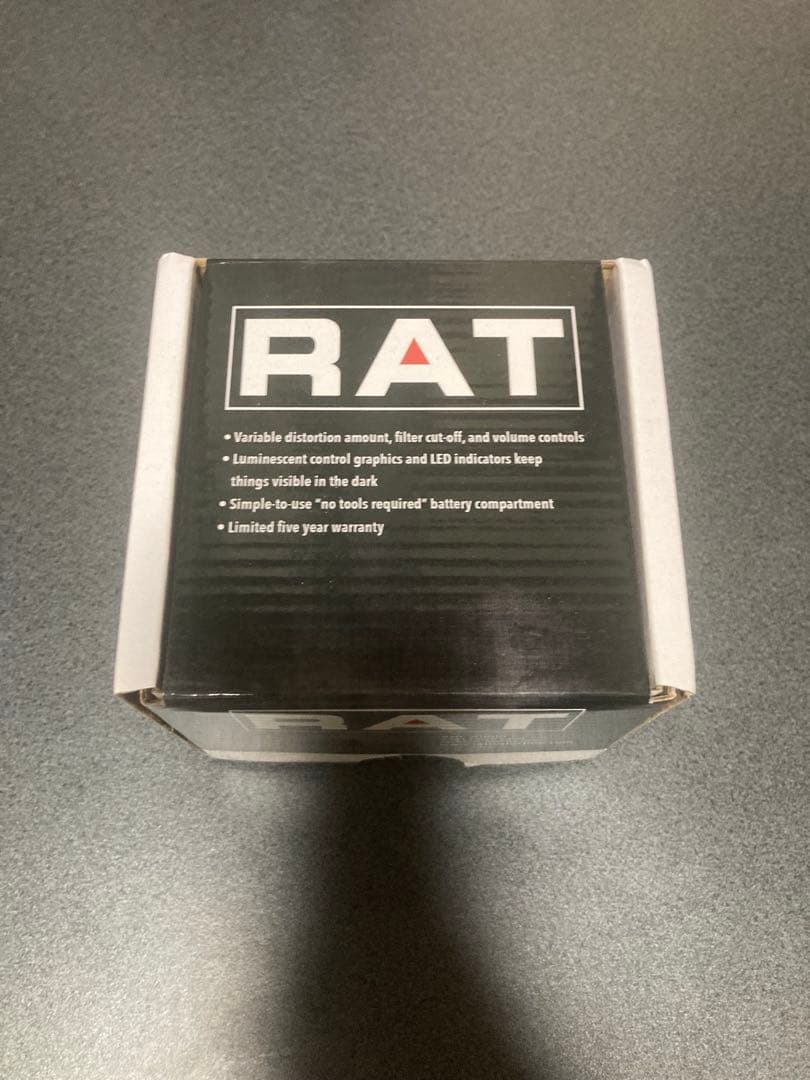 RAT
• Variable distortion amount, filter cut-off, and volume controls
• Luminescent control graphics and LED indicators keep
things visible in the dark
• Simple-to-use "no tools required" battery compartment
• Limited five year warranty
RAT